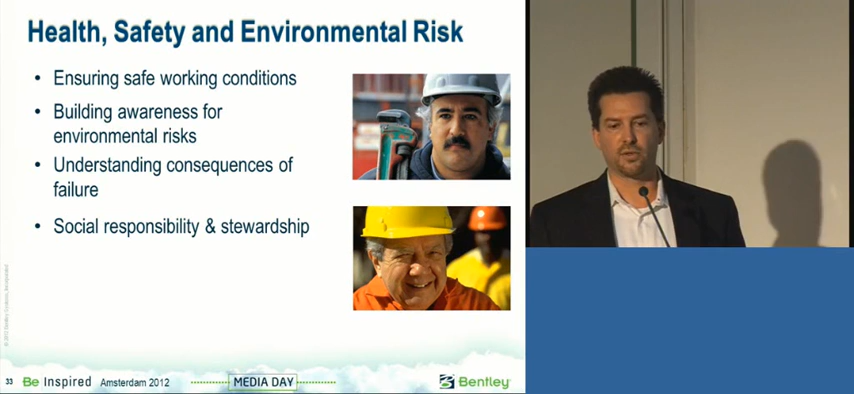 Health, Safety and Environmental Risk
• Ensuring safe working conditions
• Building awareness for
environmental risks
• Understanding consequences of
failure
• Social responsibility & stewardship
33 Be Inspired Amsterdam 2012 MEDIA DAY Bentley